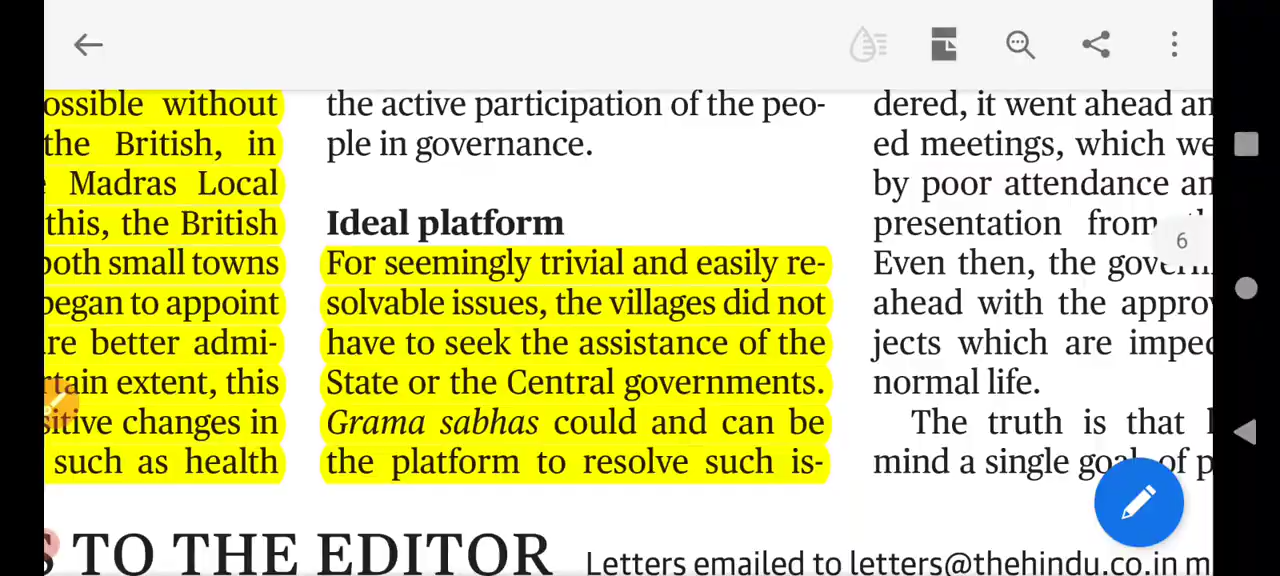 ossible without
the British, in
Madras Local
this, the British
both small towns
began to appoint
re better admi-
rtain extent, this
sitive changes in
such as health
the active participation of the peo-
ple in governance.
Ideal platform
For seemingly trivial and easily re-
solvable issues, the villages did not
have to seek the assistance of the
State or the Central governments.
Grama sabhas could and can be
the platform to resolve such is-
dered, it went ahead an
ed meetings, which we
by poor attendance an
presentation from
Even then, the govern
ahead with the approv
jects which are imped
normal life.
The truth is that
mind a single goal of p
6
S TO THE EDITOR
Letters emailed to letters@thehindu.co.in m